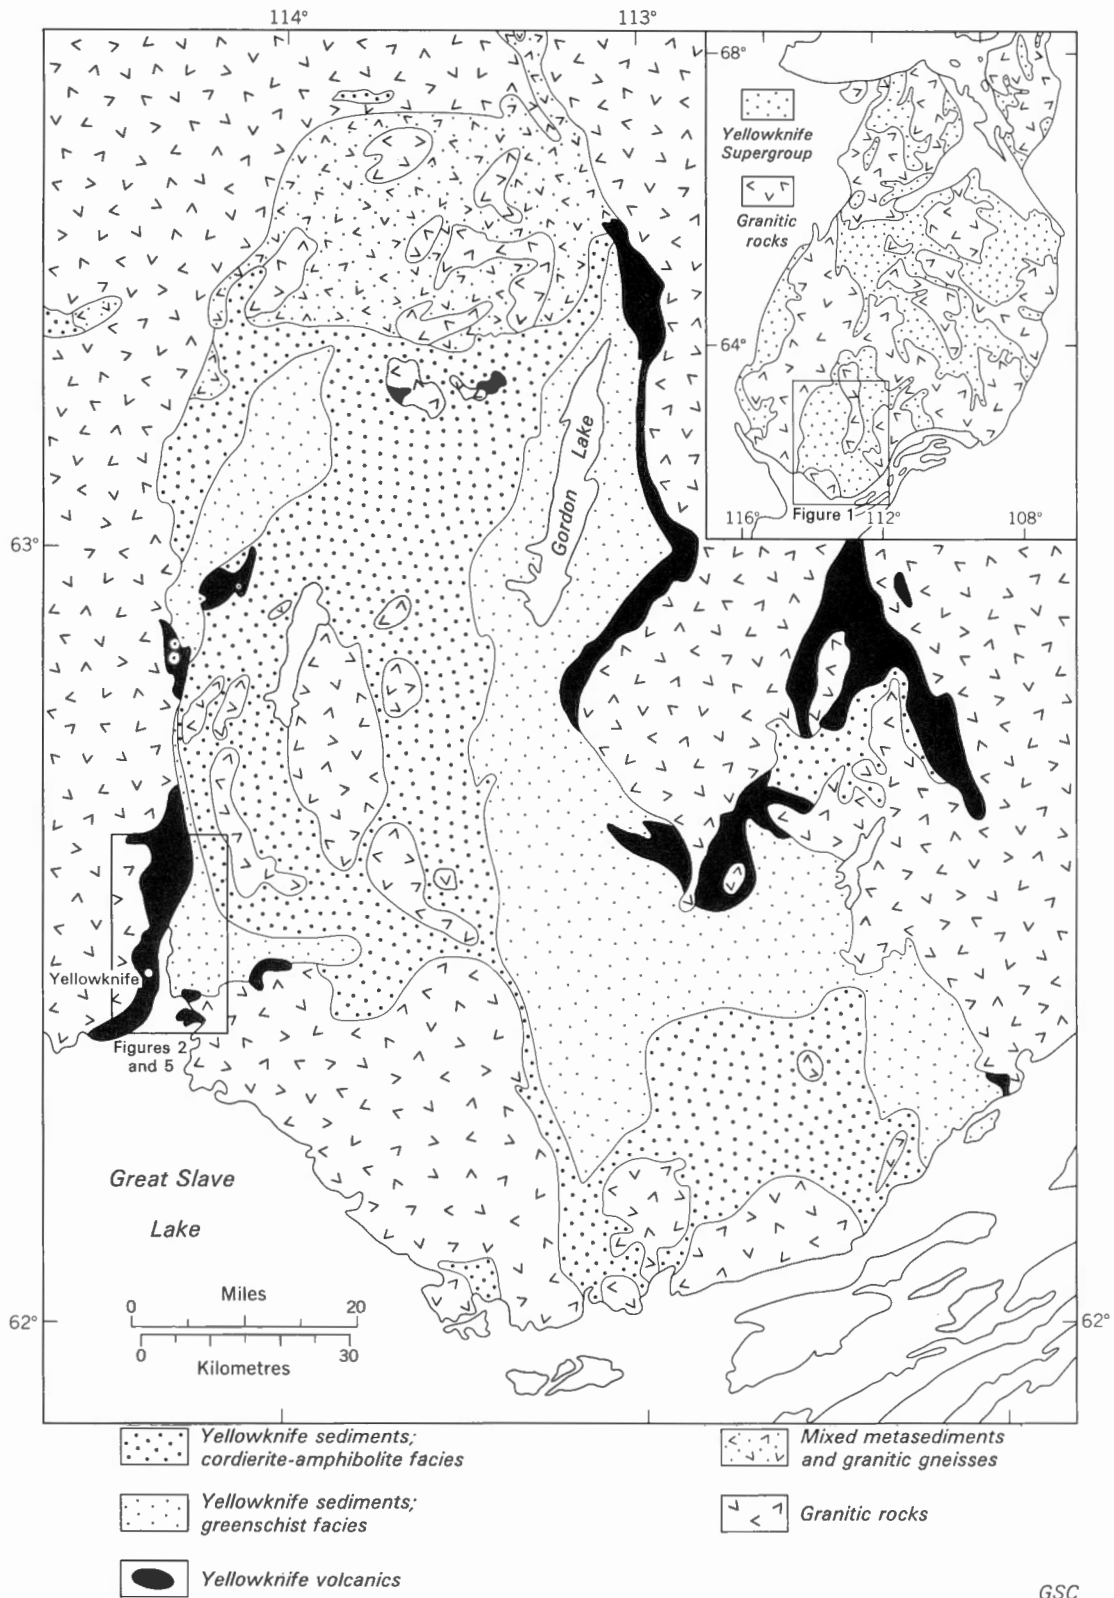 114°
113°
68°
Yellowknife
Supergroup
Granitic
rocks
64°
116°
Figure 1
112°
108°
63°
Gordon Lake
Yellowknife
Figures 2
and 5
Great Slave
Lake
Miles
0
20
0
30
Kilometres
62°
62°
Yellowknife sediments;
cordierite-amphibolite facies
Mixed metasediments
and granitic gneisses
Yellowknife sediments;
greenschist facies
Granitic rocks
Yellowknife volcanics
GSC